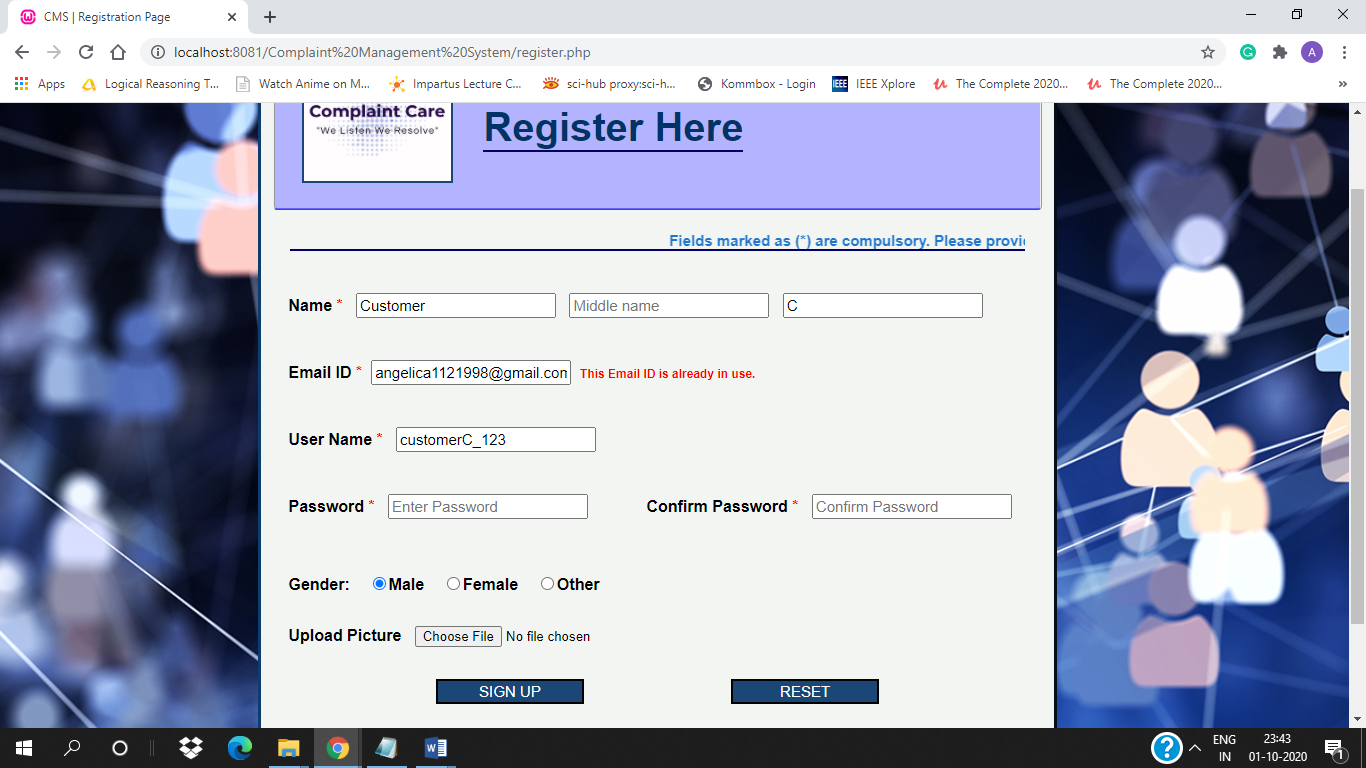 CMS | Registration Page
localhost:8081/Complaint%20Management%20System/register.php
A
Apps Logical Reasoning T... Watch Anime on M... Impartus Lecture C... sci-hub proxy:sci-h... Kommbox - Login IEEE IEEE Xplore The Complete 2020... The Complete 2020... »
Complaint Care
"We Listen We Resolve"
Register Here
Fields marked as (*) are compulsory. Please provi
Name * Customer Middle name C
Email ID * angelica1121998@gmail.com This Email ID is already in use.
User Name * customerC_123
Password * Enter Password Confirm Password * Confirm Password
Gender: Male Female Other
Upload Picture Choose File No file chosen
SIGN UP RESET
ENG 23:43
IN 01-10-2020 1